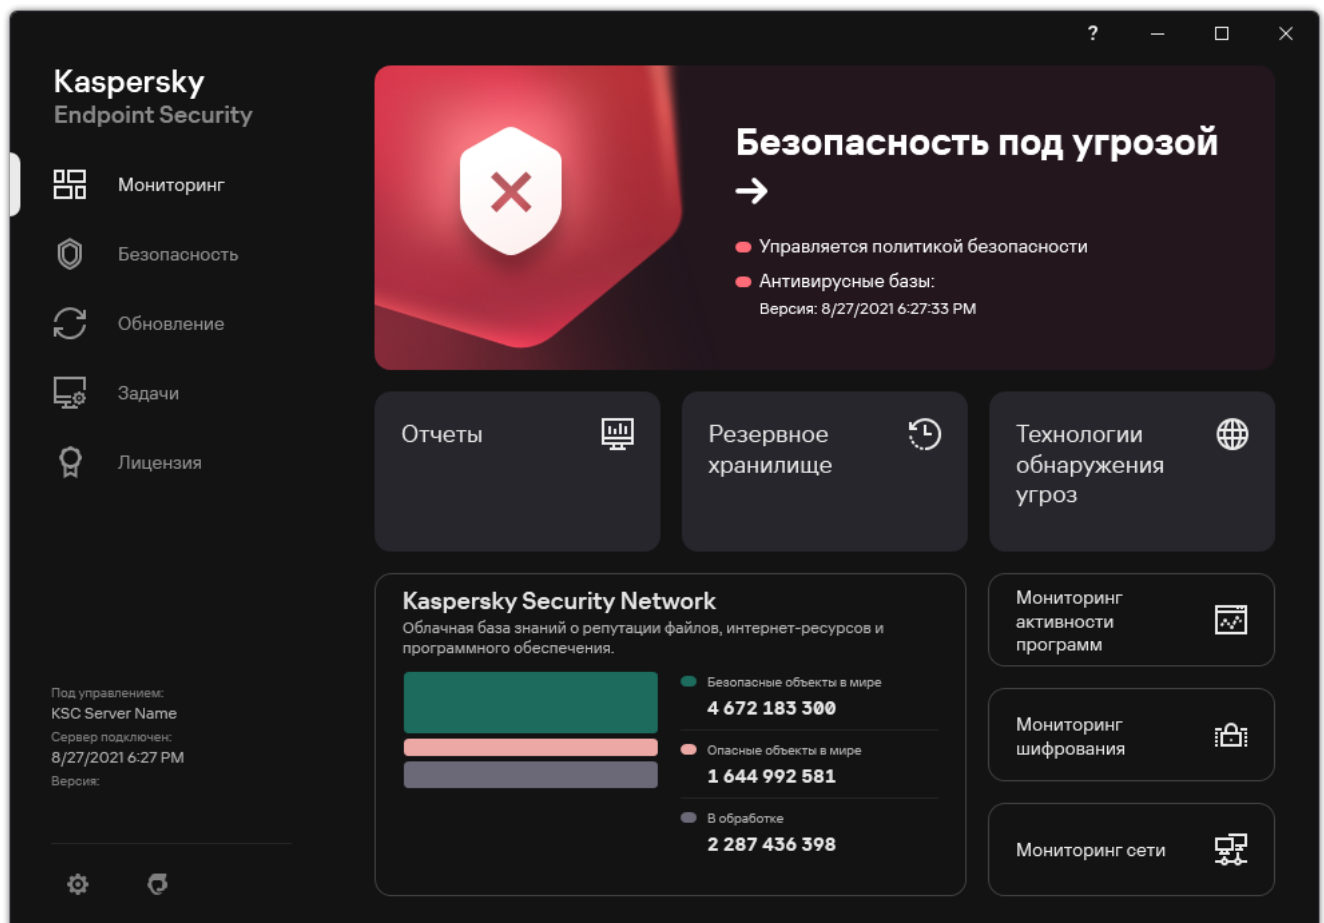 ?
Kaspersky
Endpoint Security
Мониторинг
Безопасность
Обновление
Задачи
Лицензия
Под управлением:
KSC Server Name
Сервер подключен:
8/27/2021 6:27 PM
Версия:
Безопасность под угрозой
Управляется политикой безопасности
Антивирусные базы:
Версия: 8/27/2021 6:27:33 PM
Отчеты
Резервное
хранилище
Технологии
обнаружения
угроз
Kaspersky Security Network
Облачная база знаний о репутации файлов, интернет-ресурсов и
программного обеспечения.
Безопасные объекты в мире
4 672 183 300
Опасные объекты в мире
1 644 992 581
В обработке
2 287 436 398
Мониторинг
активности
программ
Мониторинг
шифрования
Мониторинг сети